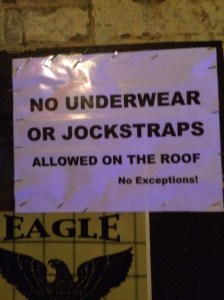 NO UNDERWEAR
OR JOCKSTRAPS
ALLOWED ON THE ROOF
No Exceptions!
EAGLE